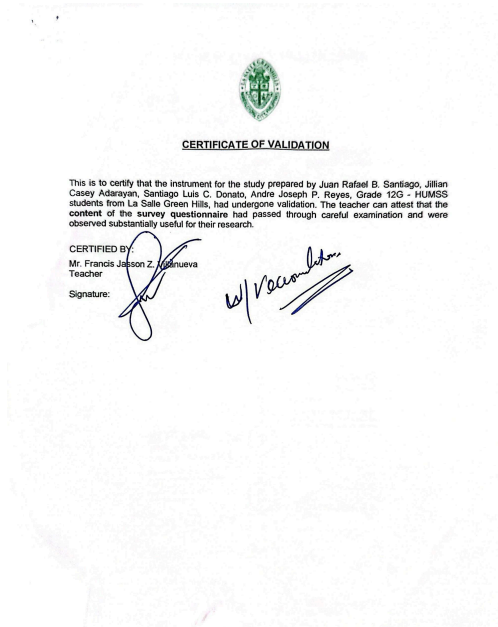 CERTIFICATE OF VALIDATION
This is to certify that the instrument for the study prepared by Juan Rafael B. Santiago, Jillian
Casey Adarayan, Santiago Luis C. Donato, Andre Joseph P. Reyes, Grade 12G - HUMSS
students from La Salle Green Hills, had undergone validation. The teacher can attest that the
content of the survey questionnaire had passed through careful examination and were
observed substantially useful for their research.
CERTIFIED BY:
Mr. Francis Jasson Z. Villanueva
Teacher
Signature:
w/